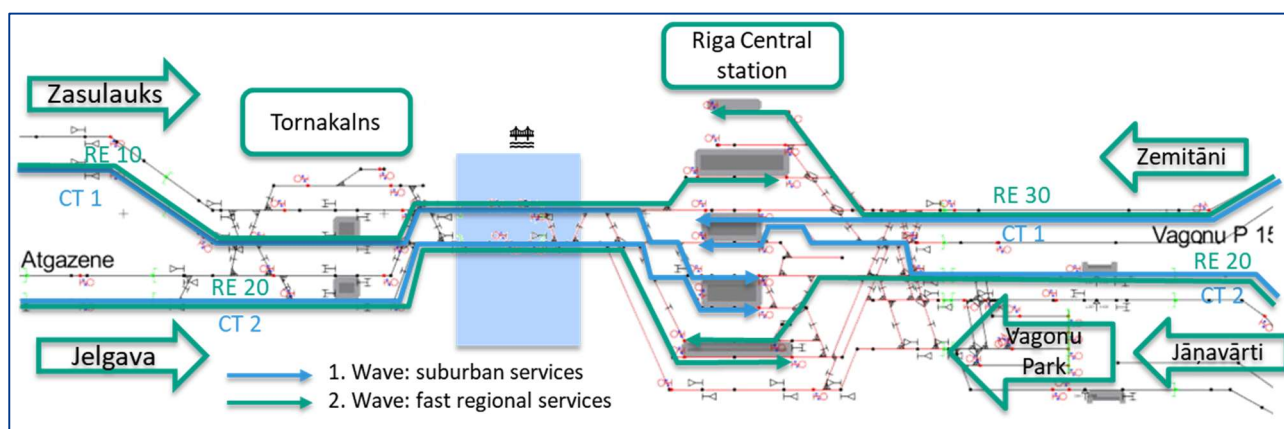 Riga Central
station
Zasulauks
Tornakalns
Zemitāni
RE 10
CT 1
RE 30
CT 1
Vagonu P 15
Atgazene
RE 20
RE 20
CT 2
CT 2
Jelgava
Vagonu
Park
Jāņavārti
1. Wave: suburban services
2. Wave: fast regional services